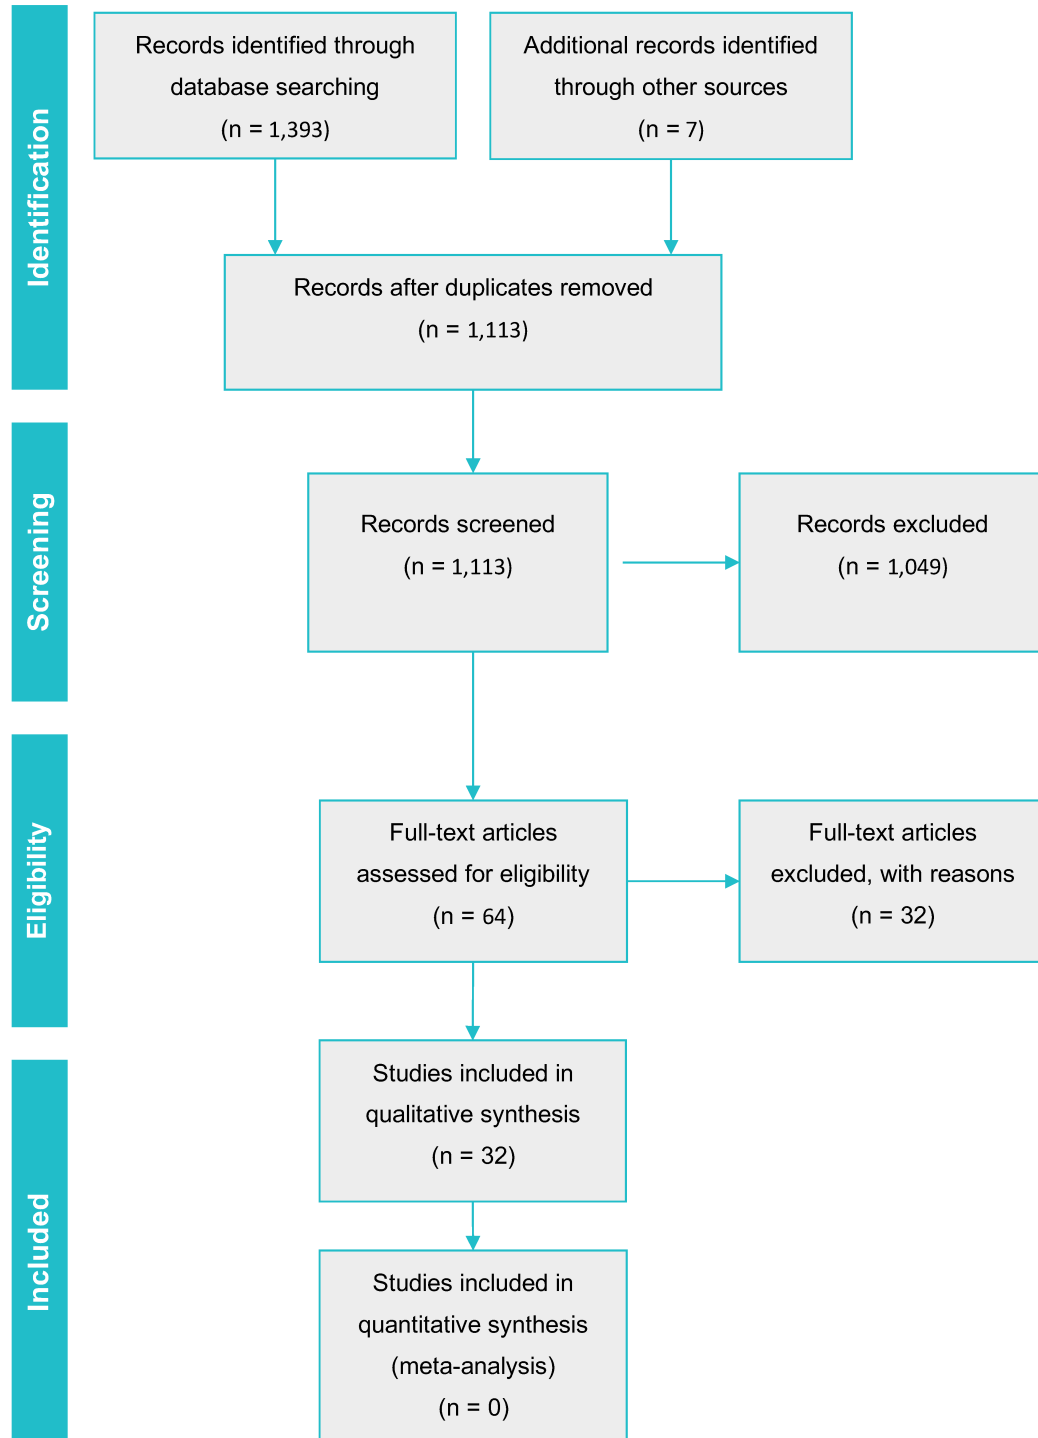 Identification
Records identified through
database searching
(n = 1,393)
Additional records identified
through other sources
(n = 7)
Records after duplicates removed
(n = 1,113)
Screening
Records screened
(n = 1,113)
Records excluded
(n = 1,049)
Eligibility
Full-text articles
assessed for eligibility
(n = 64)
Full-text articles
excluded, with reasons
(n = 32)
Included
Studies included in
qualitative synthesis
(n = 32)
Studies included in
quantitative synthesis
(meta-analysis)
(n = 0)